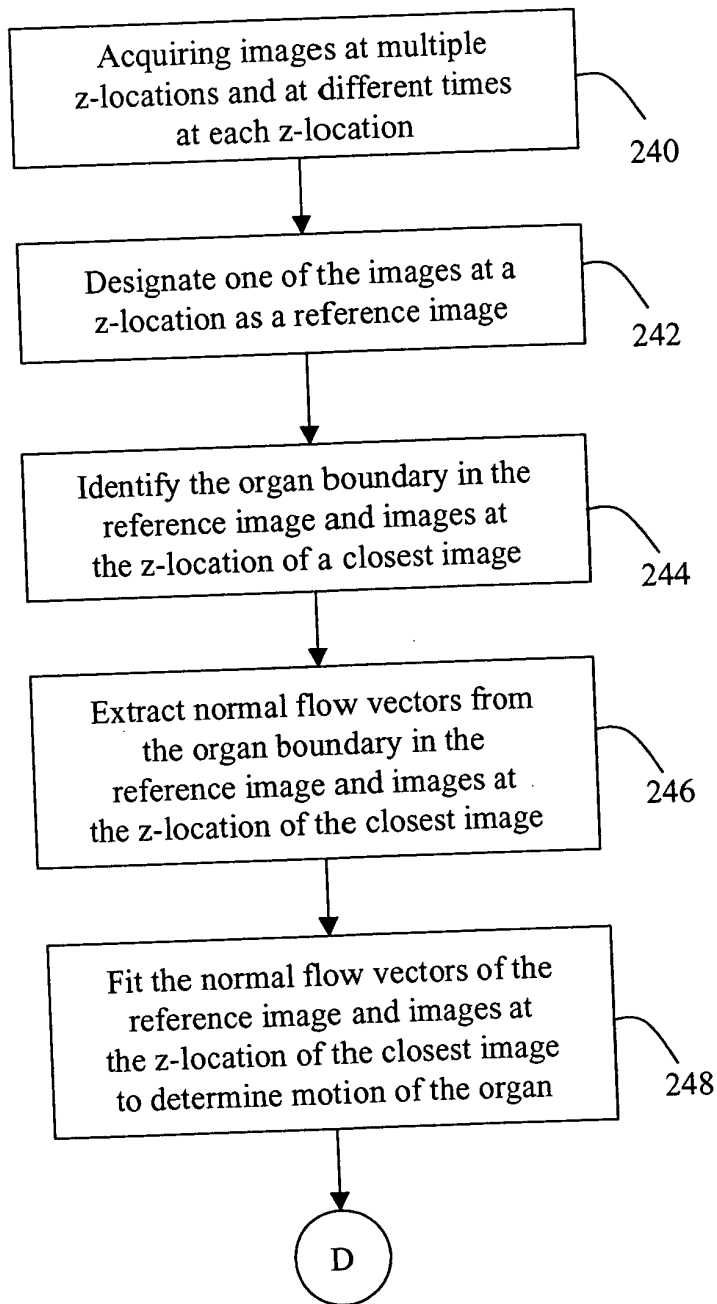 Acquiring images at multiple
z-locations and at different times
at each z-location
240
Designate one of the images at a
z-location as a reference image
242
Identify the organ boundary in the
reference image and images at
the z-location of a closest image
244
Extract normal flow vectors from
the organ boundary in the
reference image and images at
the z-location of the closest image
246
Fit the normal flow vectors of the
reference image and images at
the z-location of the closest image
to determine motion of the organ
248
D